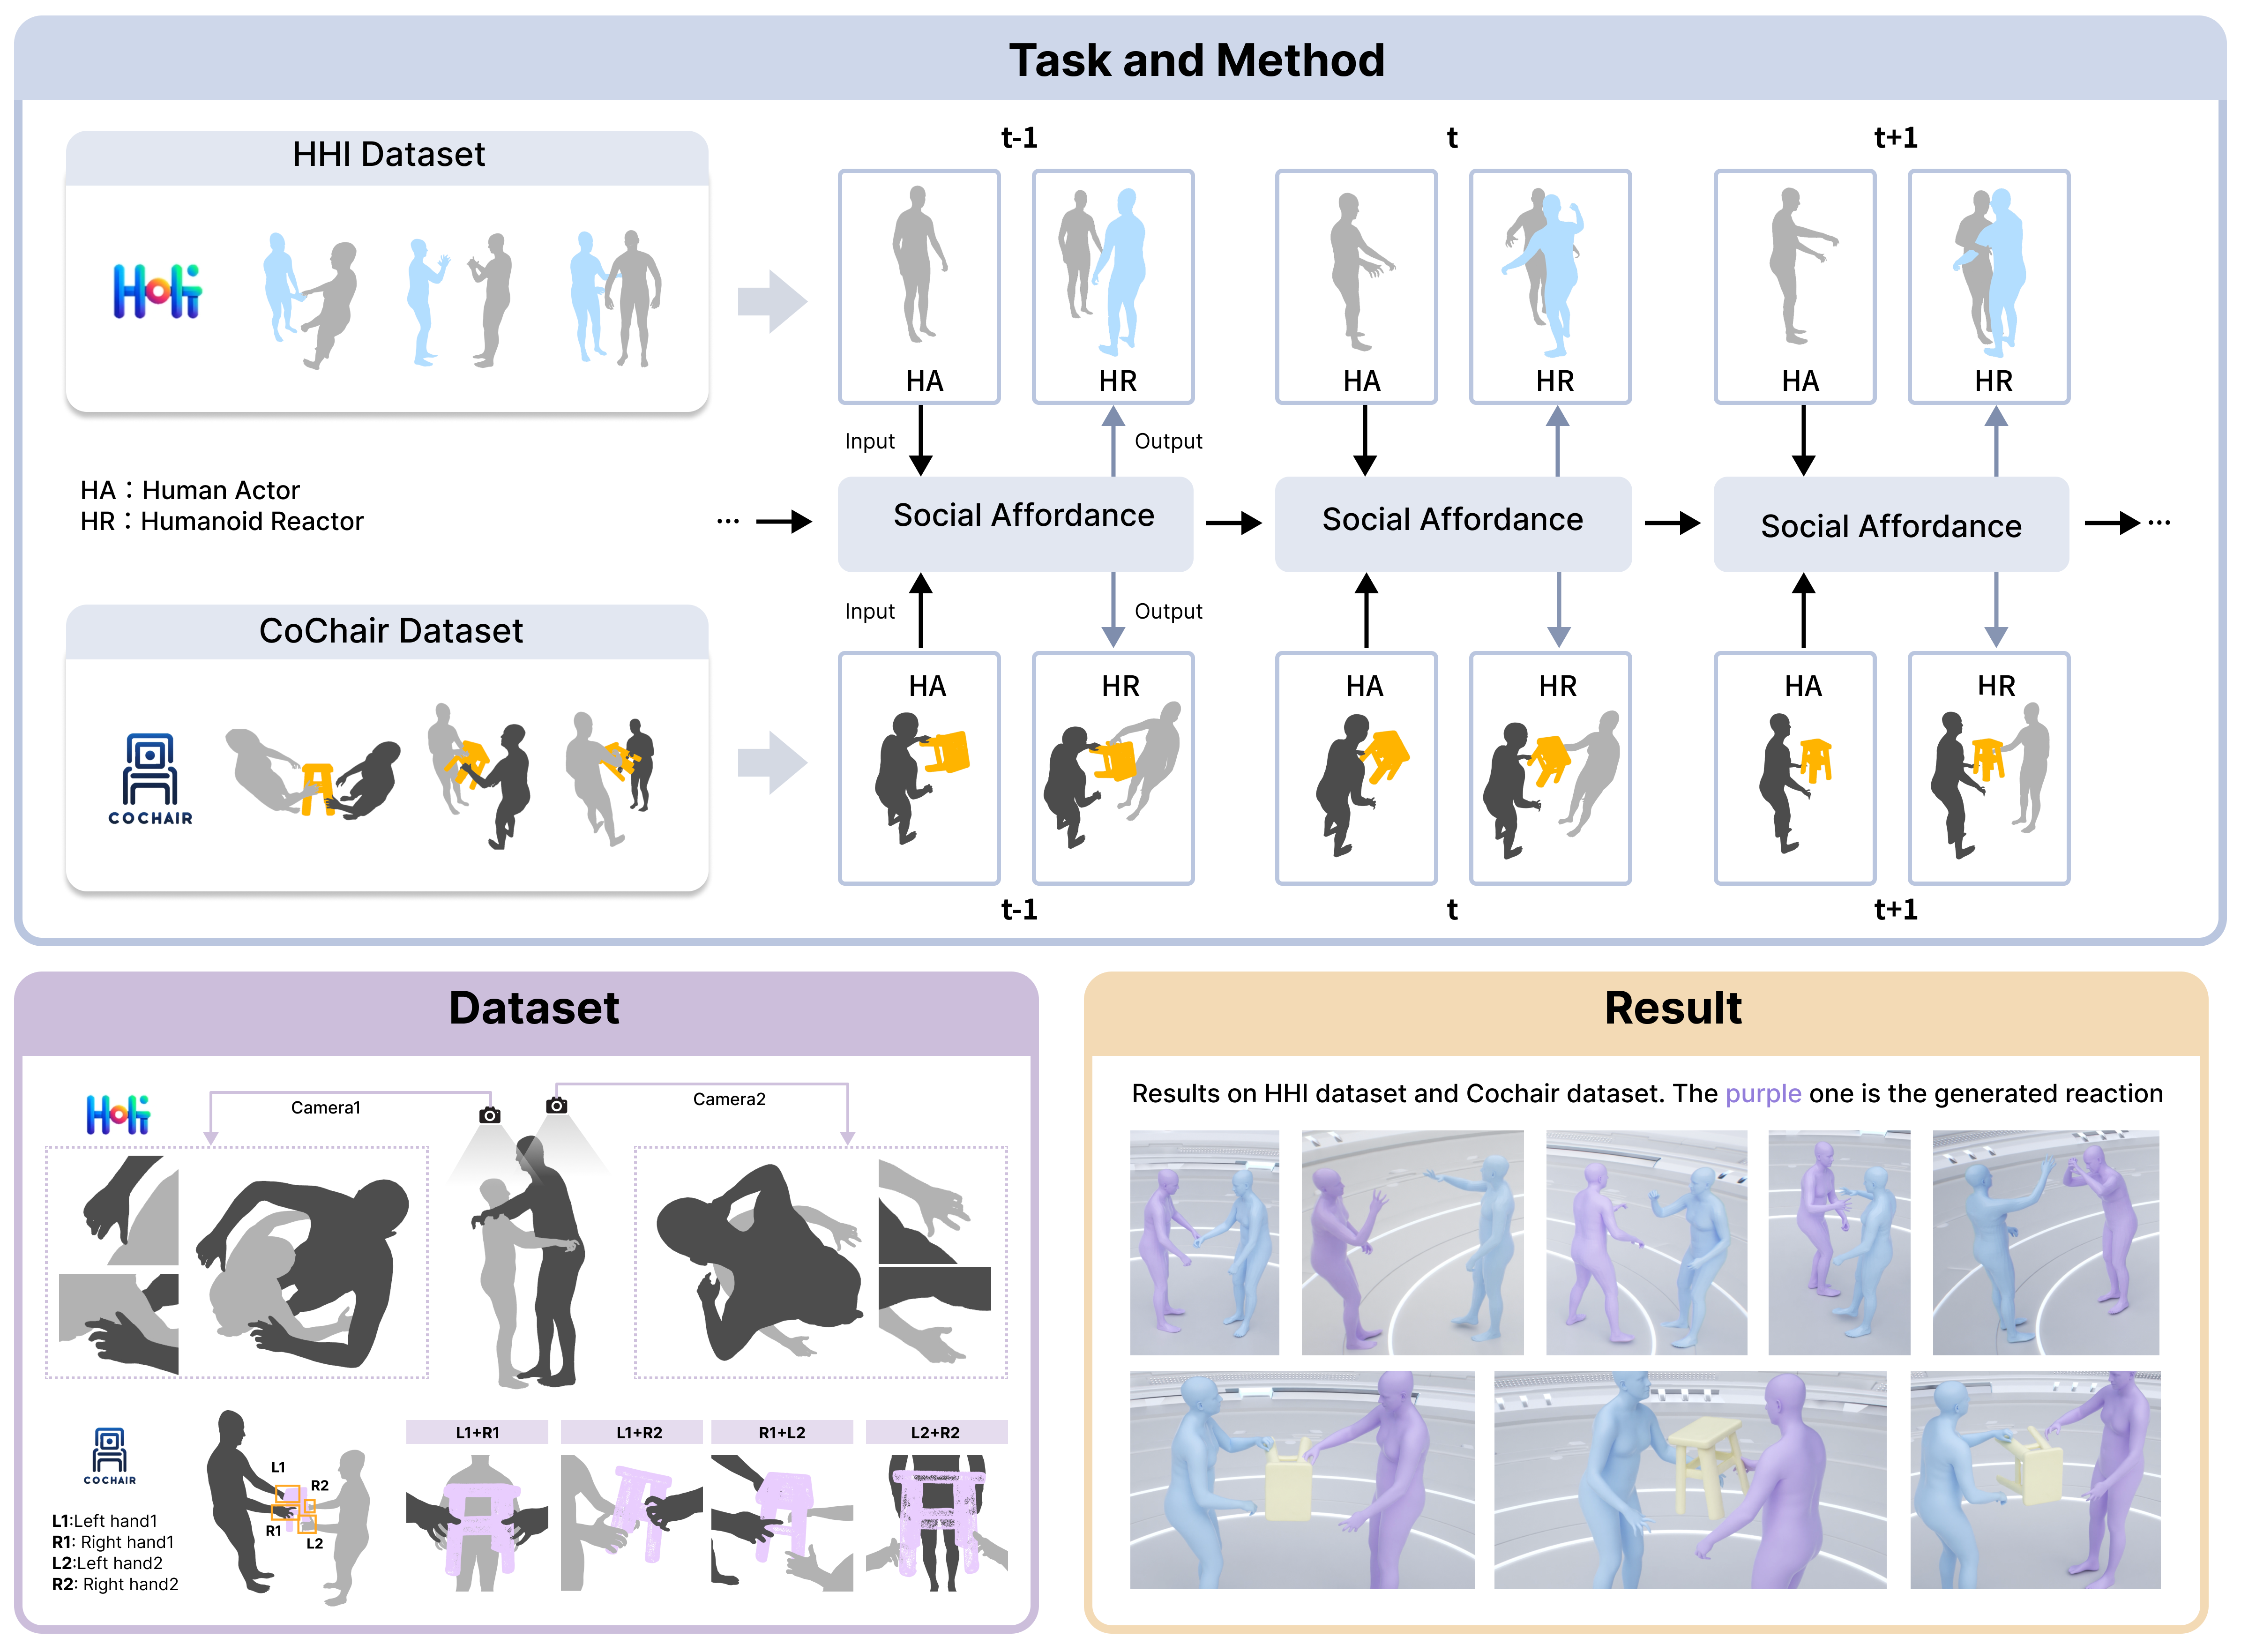 Task and Method
HHI Dataset
HoLi
HA：Human Actor
HR：Humanoid Reactor
CoChair Dataset
COCHAIR
t-1
t
t+1
HA
HR
HA
HR
HA
HR
Input
Output
...
Social Affordance
Social Affordance
Social Affordance
...
Input
Output
HA
HR
HA
HR
HA
HR
t-1
t
t+1
Dataset
HoLi
Camera1
Camera2
COCHAIR
L1:Left hand1
R1: Right hand1
L2:Left hand2
R2: Right hand2
L1
R2
R1
L2
L1+R1
L1+R2
R1+L2
L2+R2
Result
Results on HHI dataset and Cochair dataset. The purple one is the generated reaction